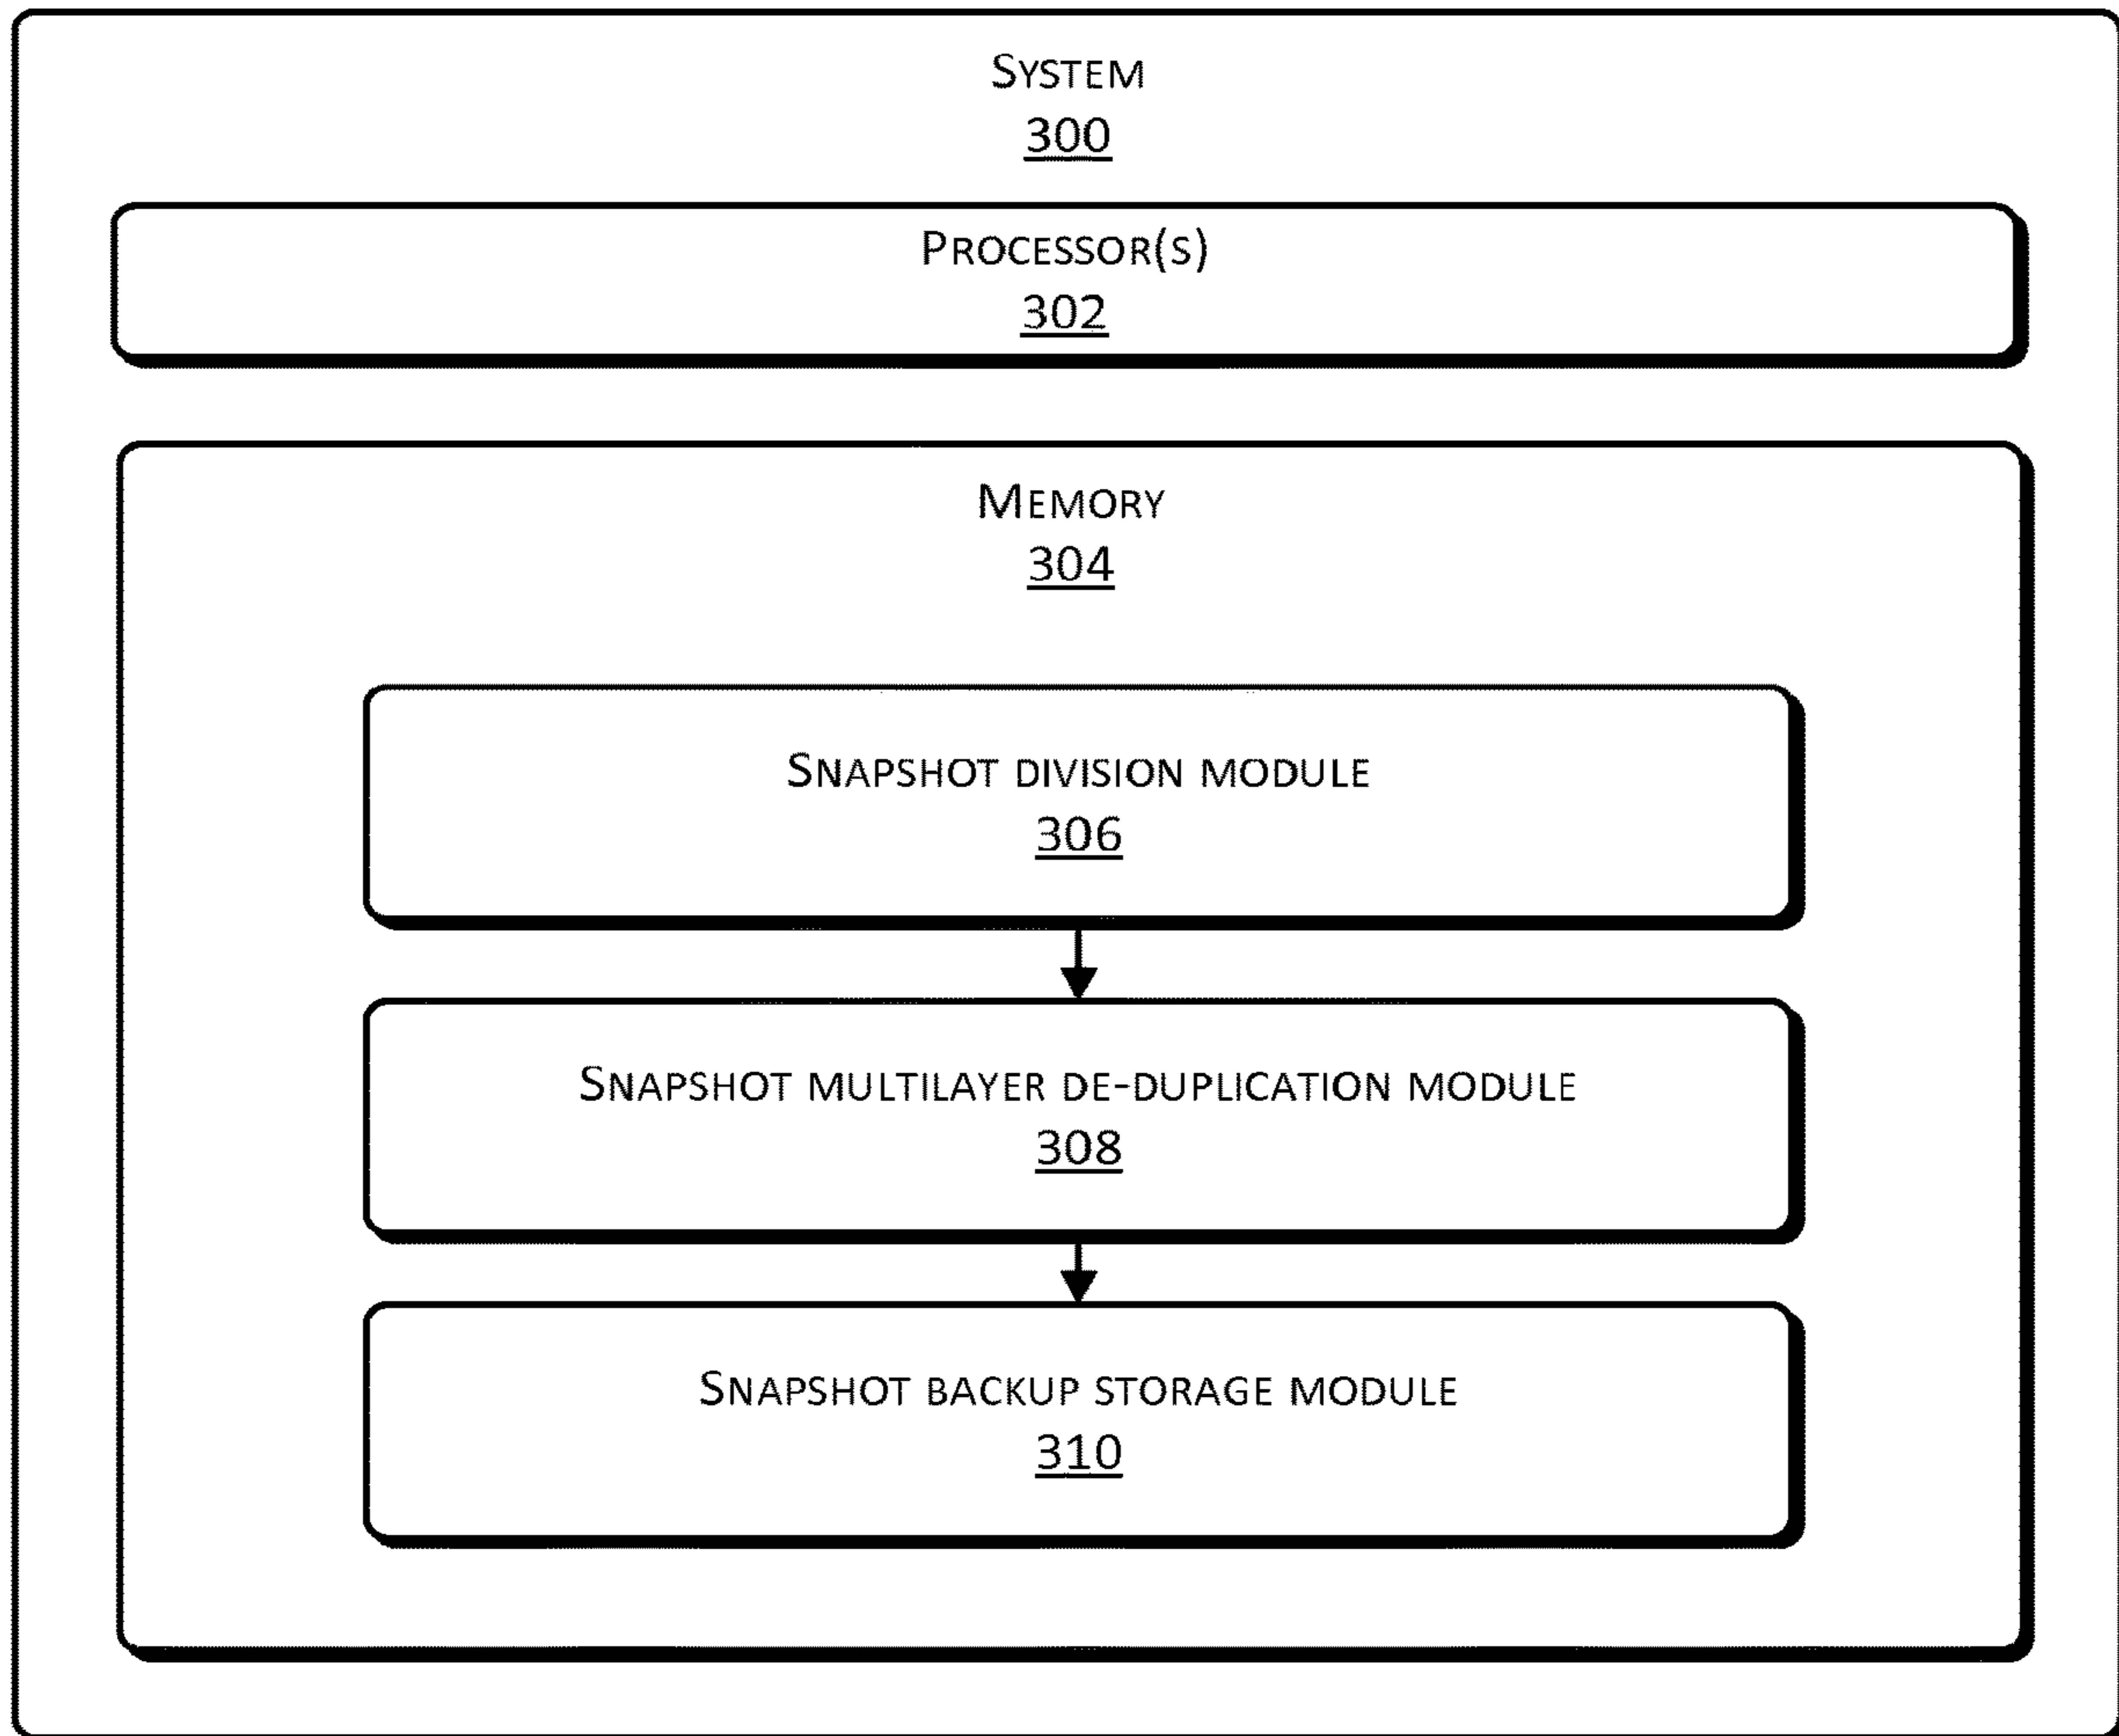 SYSTEM
300
PROCESSOR(S)
302
MEMORY
304
SNAPSHOT DIVISION MODULE
306
SNAPSHOT MULTILAYER DE-DUPLICATION MODULE
308
SNAPSHOT BACKUP STORAGE MODULE
310